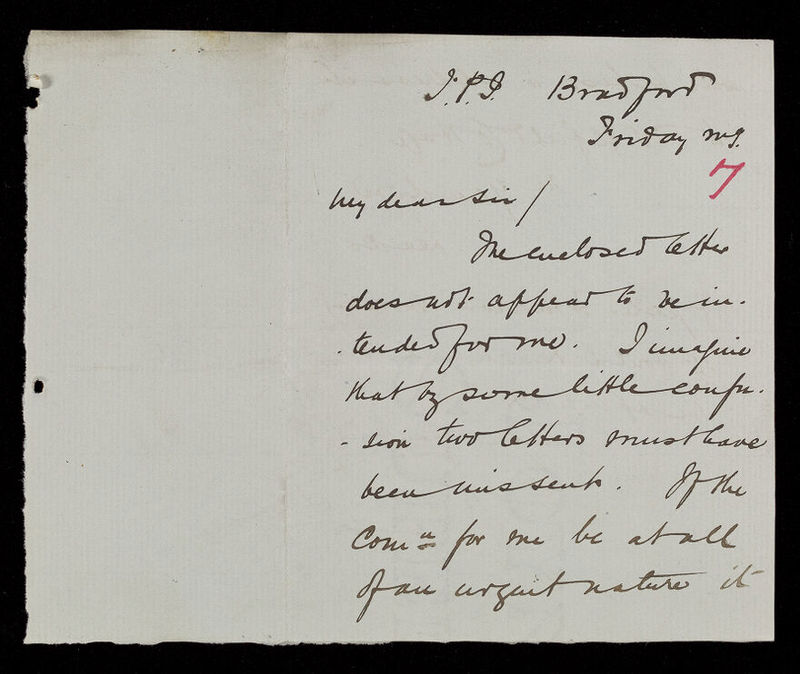 Bradford
Friday mg.
7
My dear Sir /
The enclosed letter
does not appear to be in-
-tended for me. I imagine
that by some little confu-
-sion two letters must have
been missent. If the
Comn for me be at all
of an urgent nature it